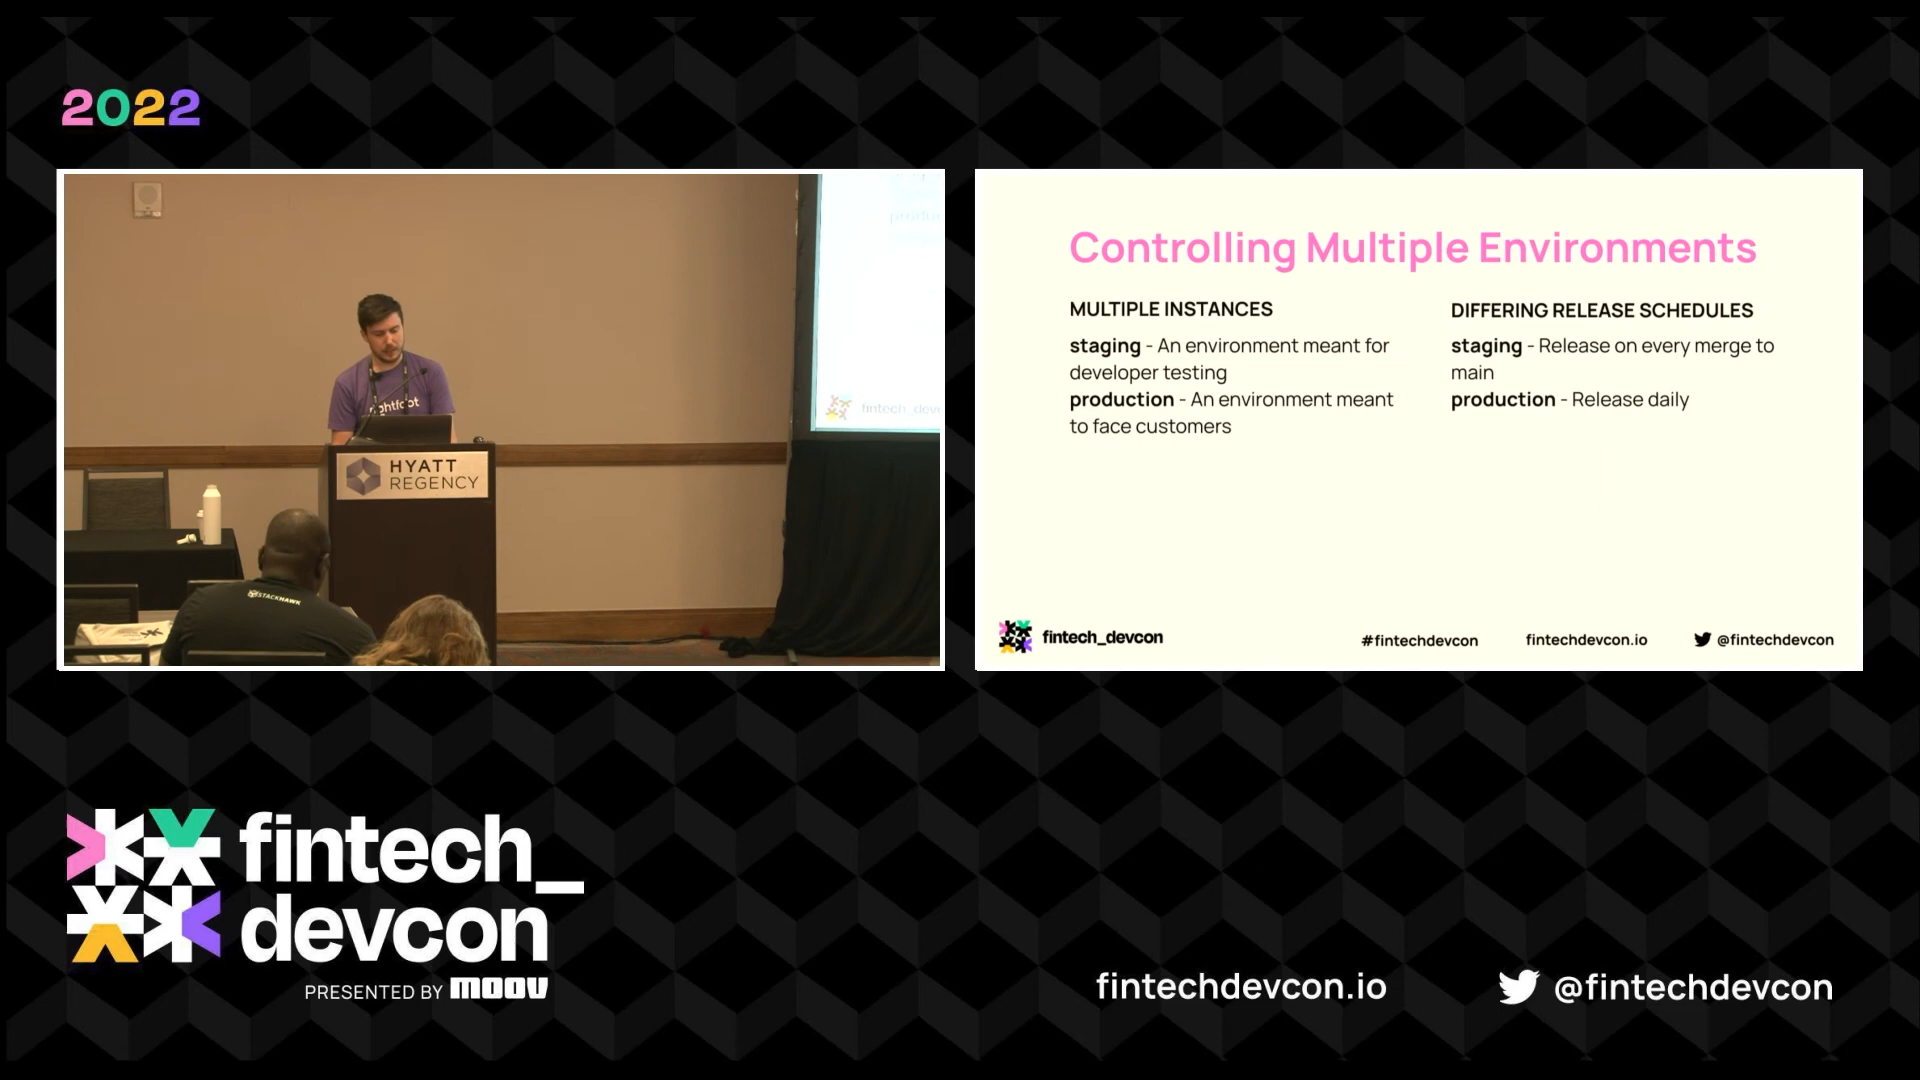 2022
Controlling Multiple Environments
MULTIPLE INSTANCES
staging - An environment meant for
developer testing
production - An environment meant
to face customers
DIFFERING RELEASE SCHEDULES
staging - Release on every merge to
main
production - Release daily
fintech_devcon
#fintechdevcon
fintechdevcon.io
@fintechdevcon
HYATT
REGENCY
STACKHAWK
fintech_
devcon
PRESENTED BY moov
fintechdevcon.io
@fintechdevcon